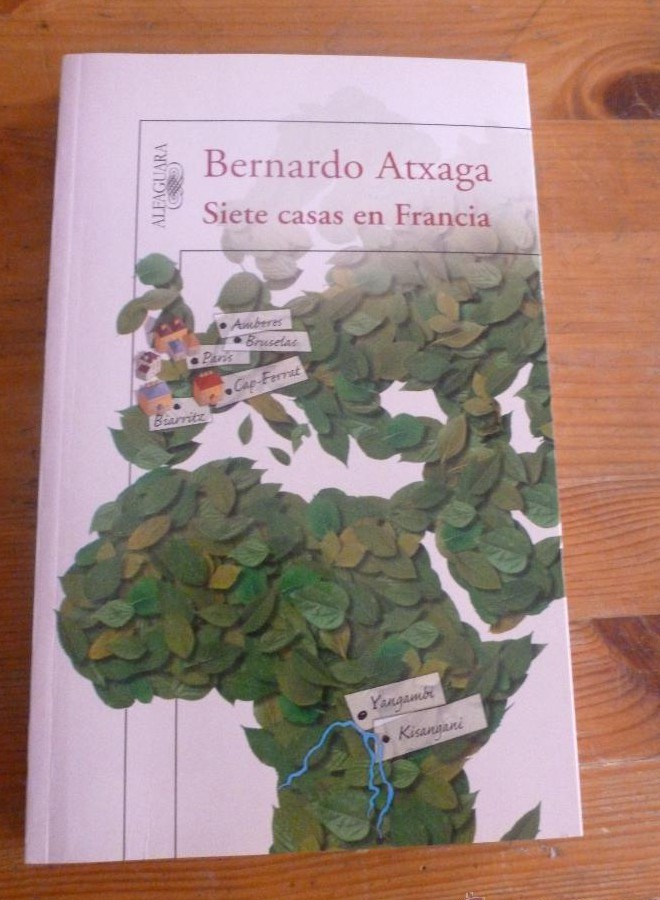 ALFAGUARA
Bernardo Atxaga
Siete casas en Francia
Amberes
Bruselas
París
Cap-Ferrat
Biarritz
Yangambi
Kisangani